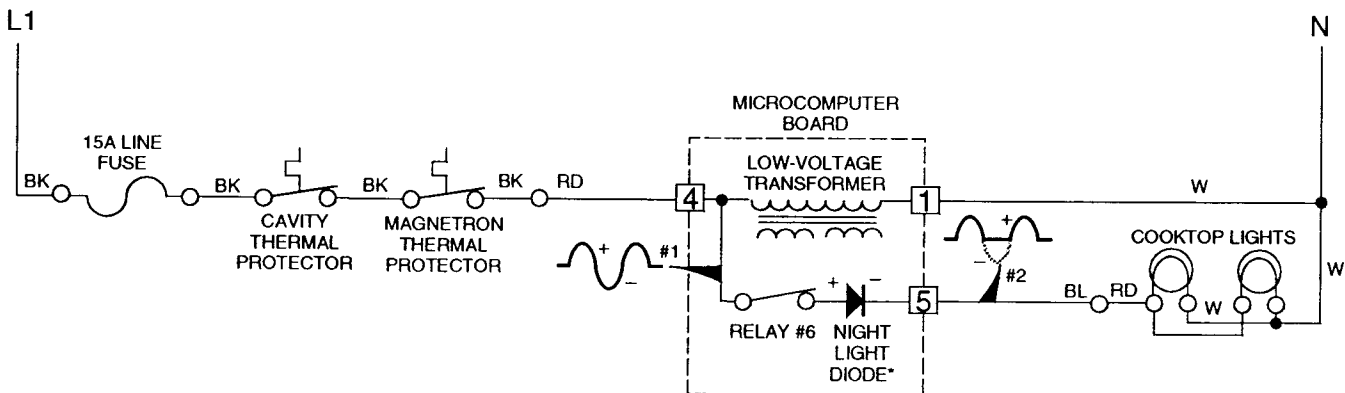 L1
N
MICROCOMPUTER
BOARD
15A LINE
FUSE
LOW-VOLTAGE
TRANSFORMER
BK
BK
BK
BK
RD
4
1
W
CAVITY
THERMAL
PROTECTOR
MAGNETRON
THERMAL
PROTECTOR
+
−
#1
+
−
#2
COOKTOP LIGHTS
W
+
−
5
BL
RD
W
RELAY #6
NIGHT
LIGHT
DIODE*